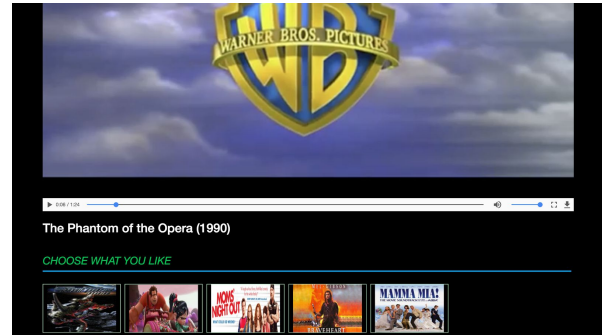 WARNER BROS. PICTURES
0:06 / 1:24
The Phantom of the Opera (1990)
CHOOSE WHAT YOU LIKE
MOMS'
NIGHT OUT
BRAVEHEART
MAMMA MIA!